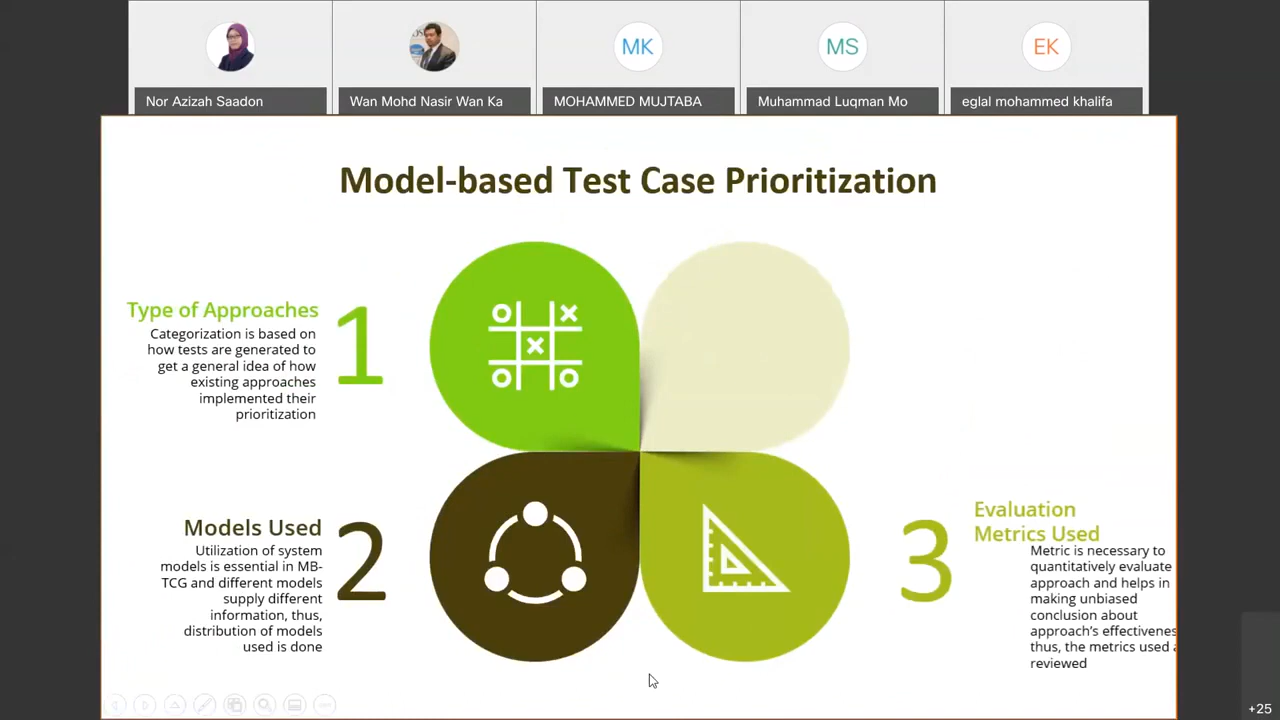 MK
MS
EK
Nor Azizah Saadon
Wan Mohd Nasir Wan Ka
MOHAMMED MUJTABA
Muhammad Luqman Mo
eglal mohammed khalifa
Model-based Test Case Prioritization
Type of Approaches
Categorization is based on
how tests are generated to
get a general idea of how
existing approaches
implemented their
prioritization
1
Models Used
Utilization of system
models is essential in MB-
TCG and different models
supply different
information, thus,
distribution of models
used is done
2
3
Evaluation
Metrics Used
Metric is necessary to
quantitatively evaluate
approach and helps in
making unbiased
conclusion about
approach's effectivenes
thus, the metrics used a
reviewed
+25